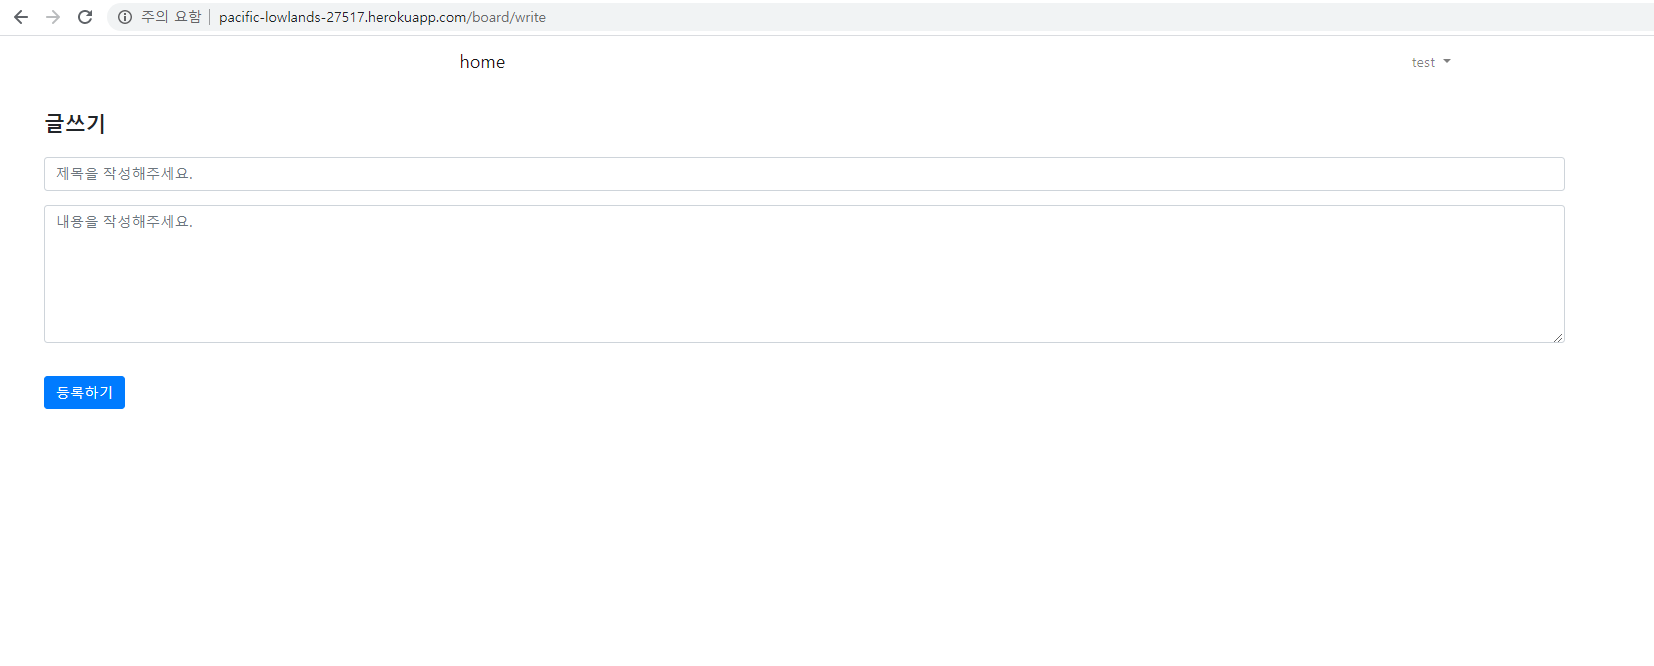 주의 요함 pacific-lowlands-27517.herokuapp.com/board/write
home test
글쓰기
제목을 작성해주세요.
내용을 작성해주세요.
등록하기